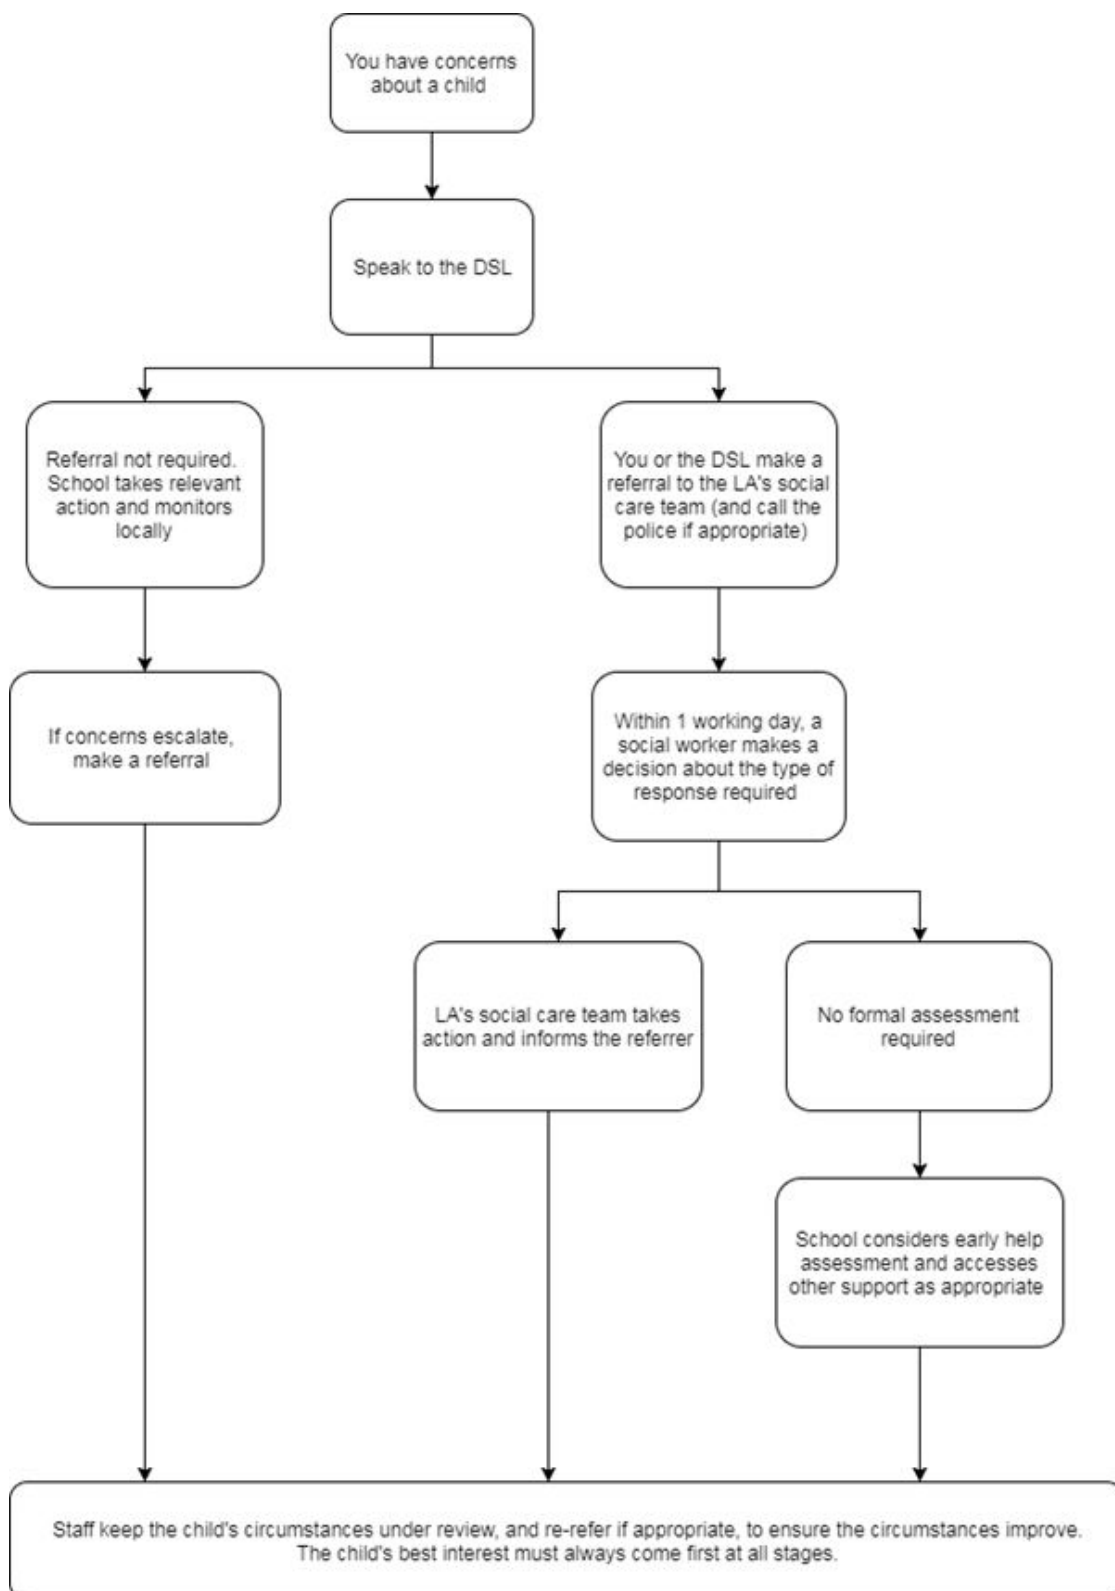 You have concerns
about a child
Speak to the DSL
Referral not required.
School takes relevant
action and monitors
locally
You or the DSL make a
referral to the LA's social
care team (and call the
police if appropriate)
If concerns escalate,
make a referral
Within 1 working day, a
social worker makes a
decision about the type of
response required
LA's social care team takes
action and informs the referrer
No formal assessment
required
School considers early help
assessment and accesses
other support as appropriate
Staff keep the child's circumstances under review, and re-refer if appropriate, to ensure the circumstances improve.
The child's best interest must always come first at all stages.